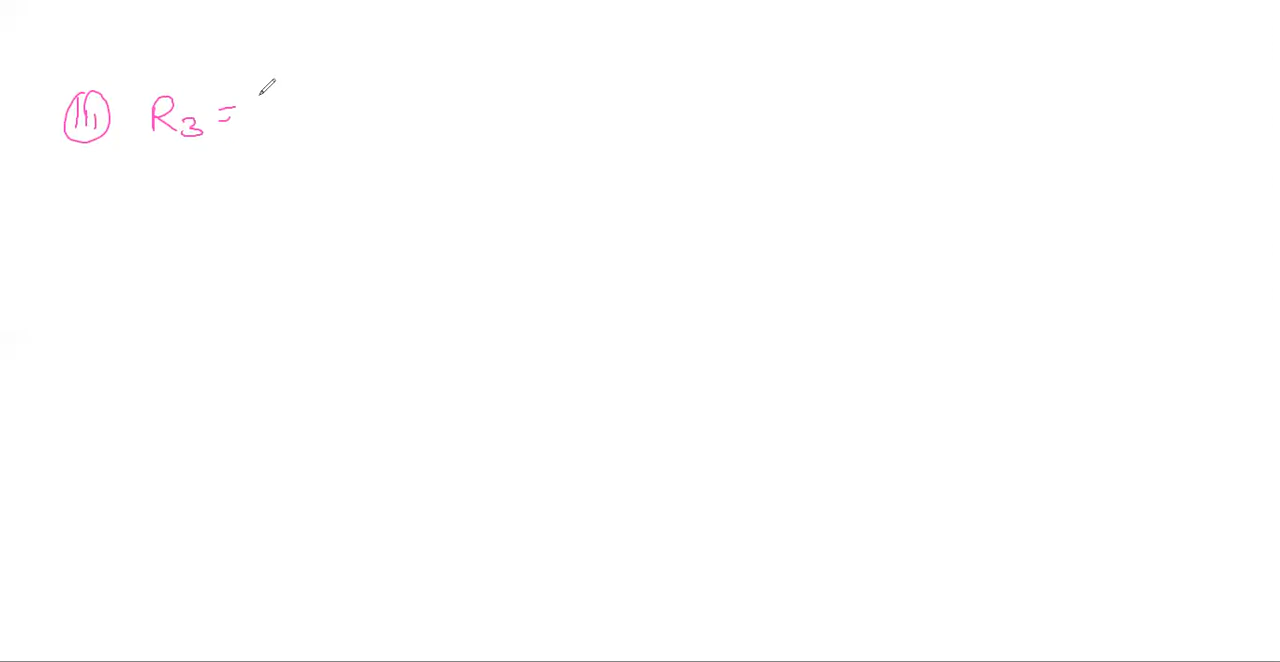 (iii) R₃ =